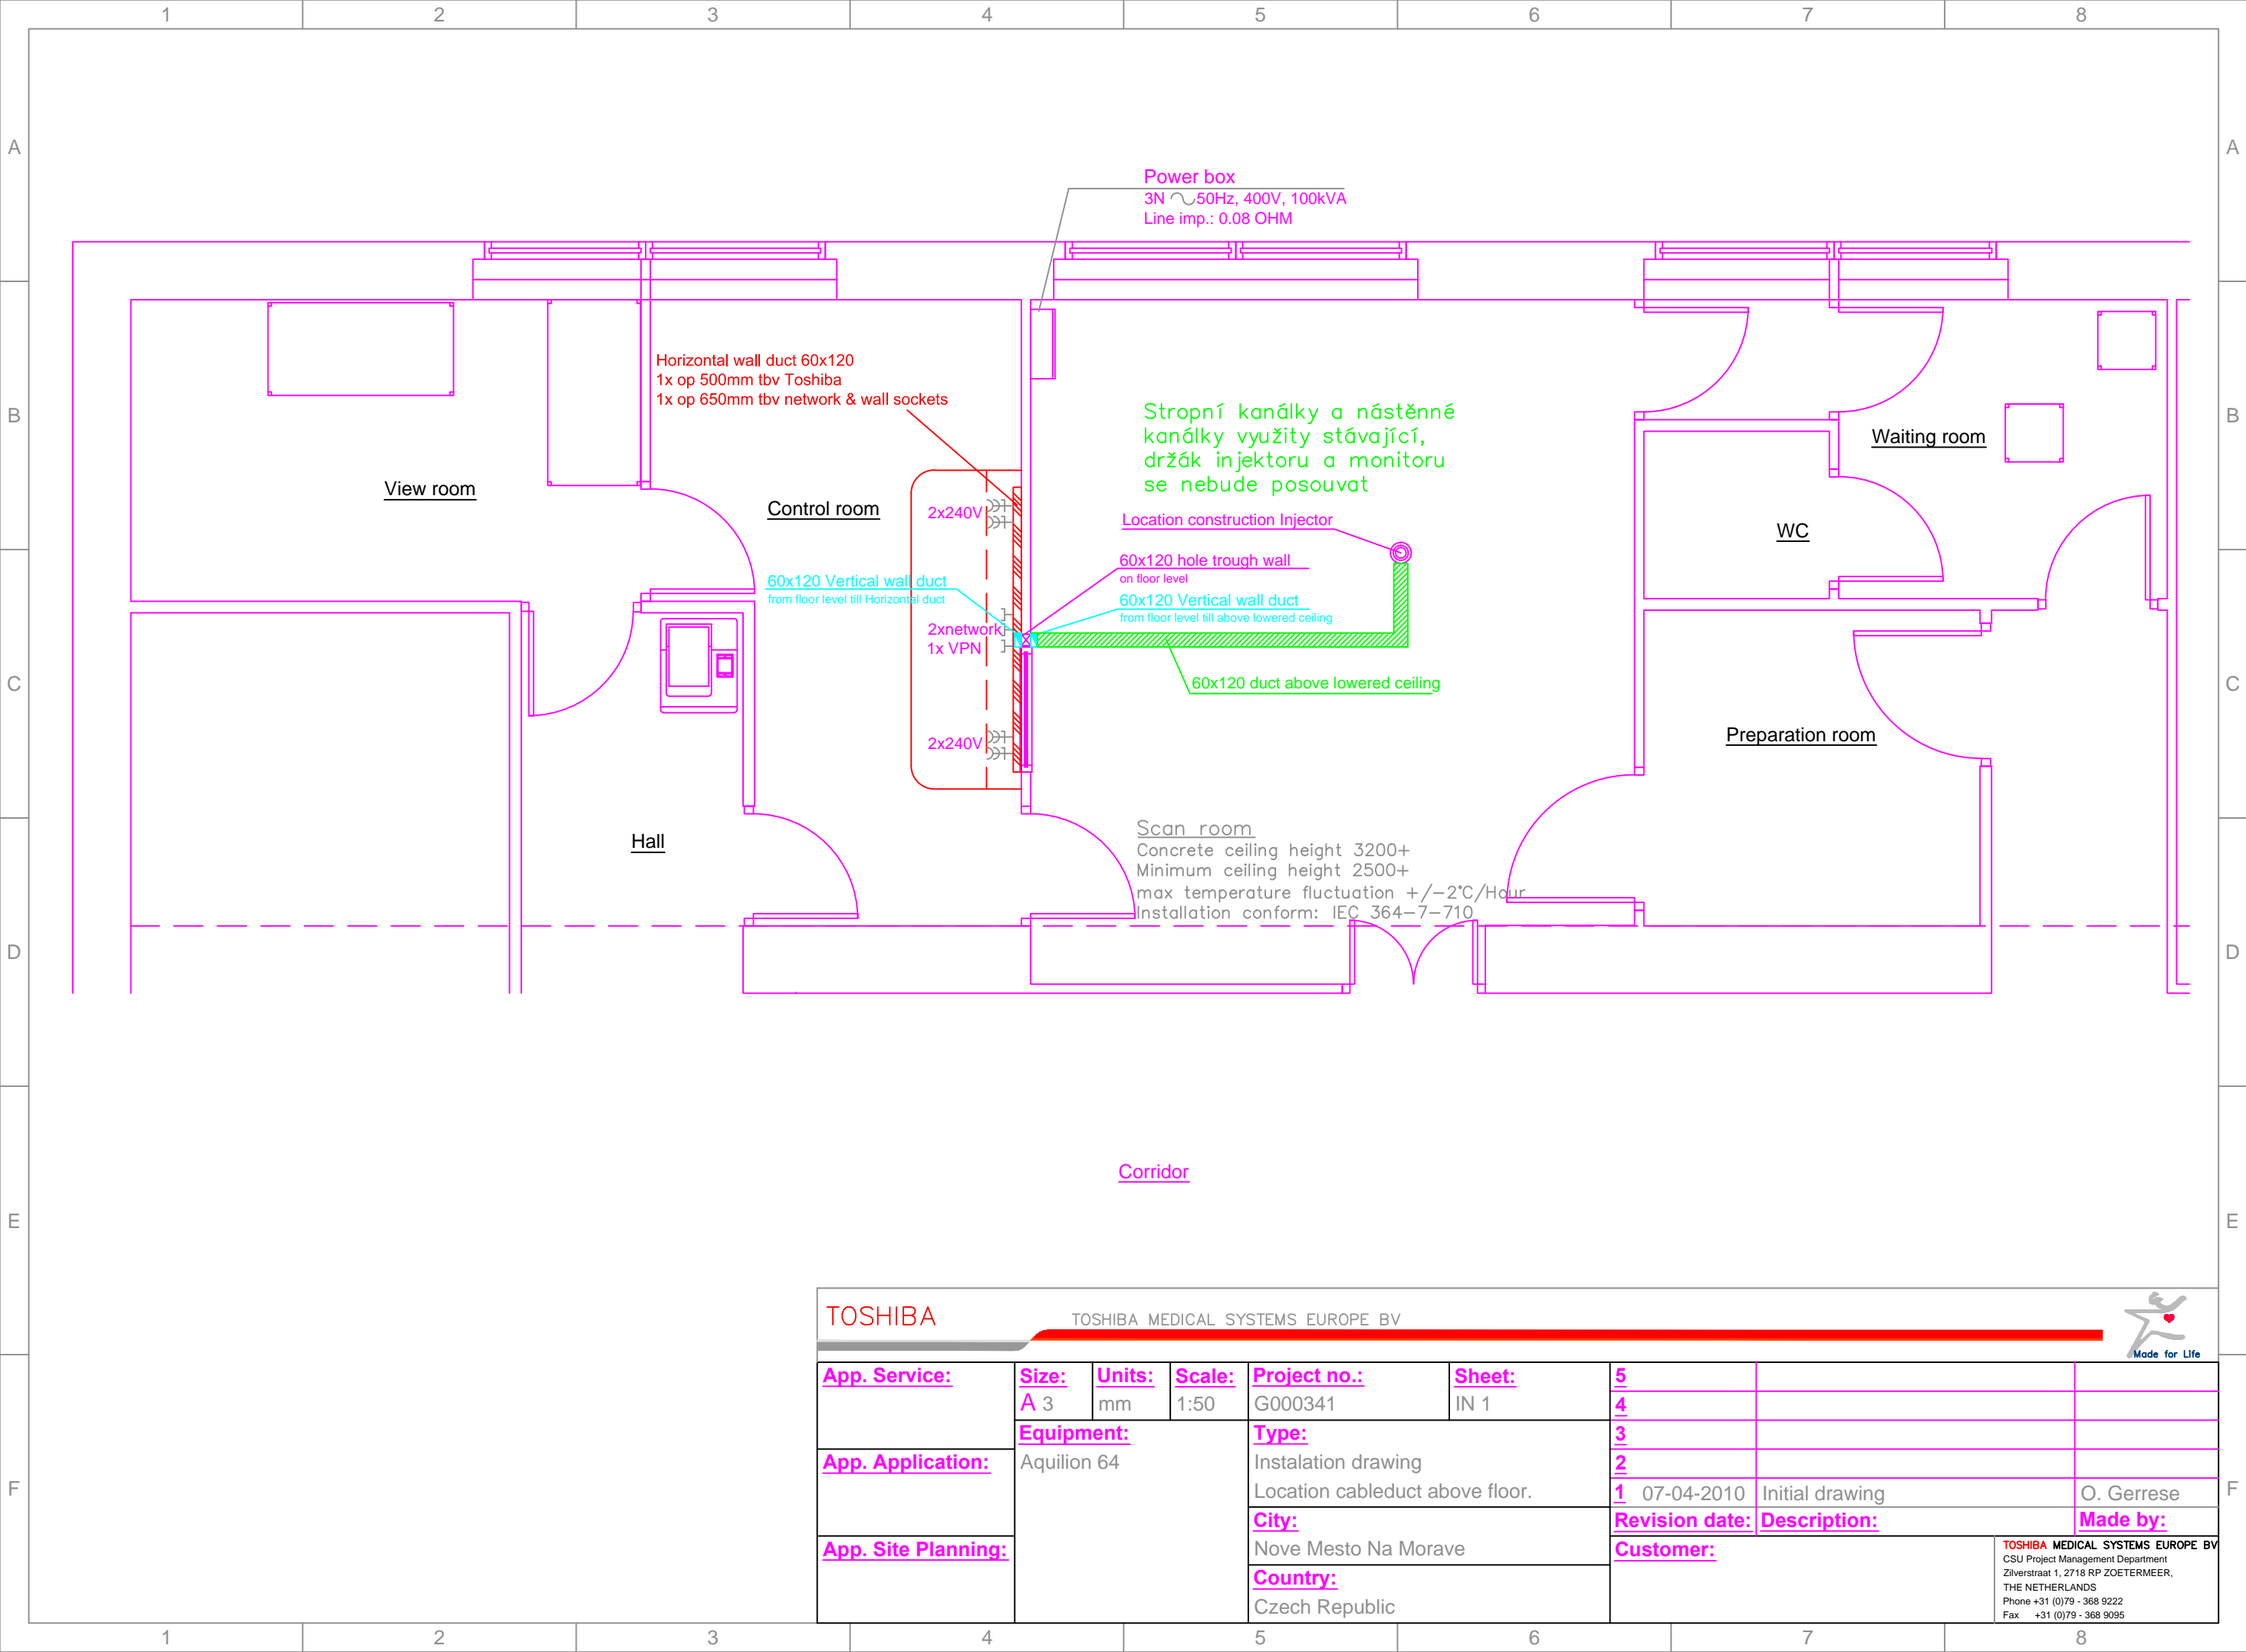 1 2 3 4 5 6 7 8
A A
B B
C C
D D
E E
F F
Power box
3N 50Hz, 400V, 100kVA
Line imp.: 0.08 OHM
Horizontal wall duct 60x120
1x op 500mm tbv Toshiba
1x op 650mm tbv network & wall sockets
Stropní kanálky a nástěnné
kanálky využity stávající,
držák injektoru a monitoru
se nebude posouvat
View room
Control room
Waiting room
WC
2x240V
Location construction Injector
60x120 hole trough wall
on floor level
60x120 Vertical wall duct
from floor level till Horizontal duct
60x120 Vertical wall duct
from floor level till above lowered ceiling
2xnetwork
1x VPN
60x120 duct above lowered ceiling
2x240V
Preparation room
Hall
Scan room
Concrete ceiling height 3200+
Minimum ceiling height 2500+
max temperature fluctuation +/-2°C/Hour
Installation conform: IEC 364-7-710
Corridor
TOSHIBA
TOSHIBA MEDICAL SYSTEMS EUROPE BV
Made for Life
App. Service:
App. Application:
App. Site Planning:
Size:
A 3
Units:
mm
Scale:
1:50
Project no.:
G000341
Sheet:
IN 1
Equipment:
Aquilion 64
Type:
Instalation drawing
Location cableduct above floor.
City:
Nove Mesto Na Morave
Country:
Czech Republic
5
4
3
2
1 07-04-2010 Initial drawing O. Gerrese
Revision date: Description: Made by:
Customer:
TOSHIBA MEDICAL SYSTEMS EUROPE BV
CSU Project Management Department
Zilverstraat 1, 2718 RP ZOETERMEER,
THE NETHERLANDS
Phone +31 (0)79 - 368 9222
Fax +31 (0)79 - 368 9095
1 2 3 4 5 6 7 8